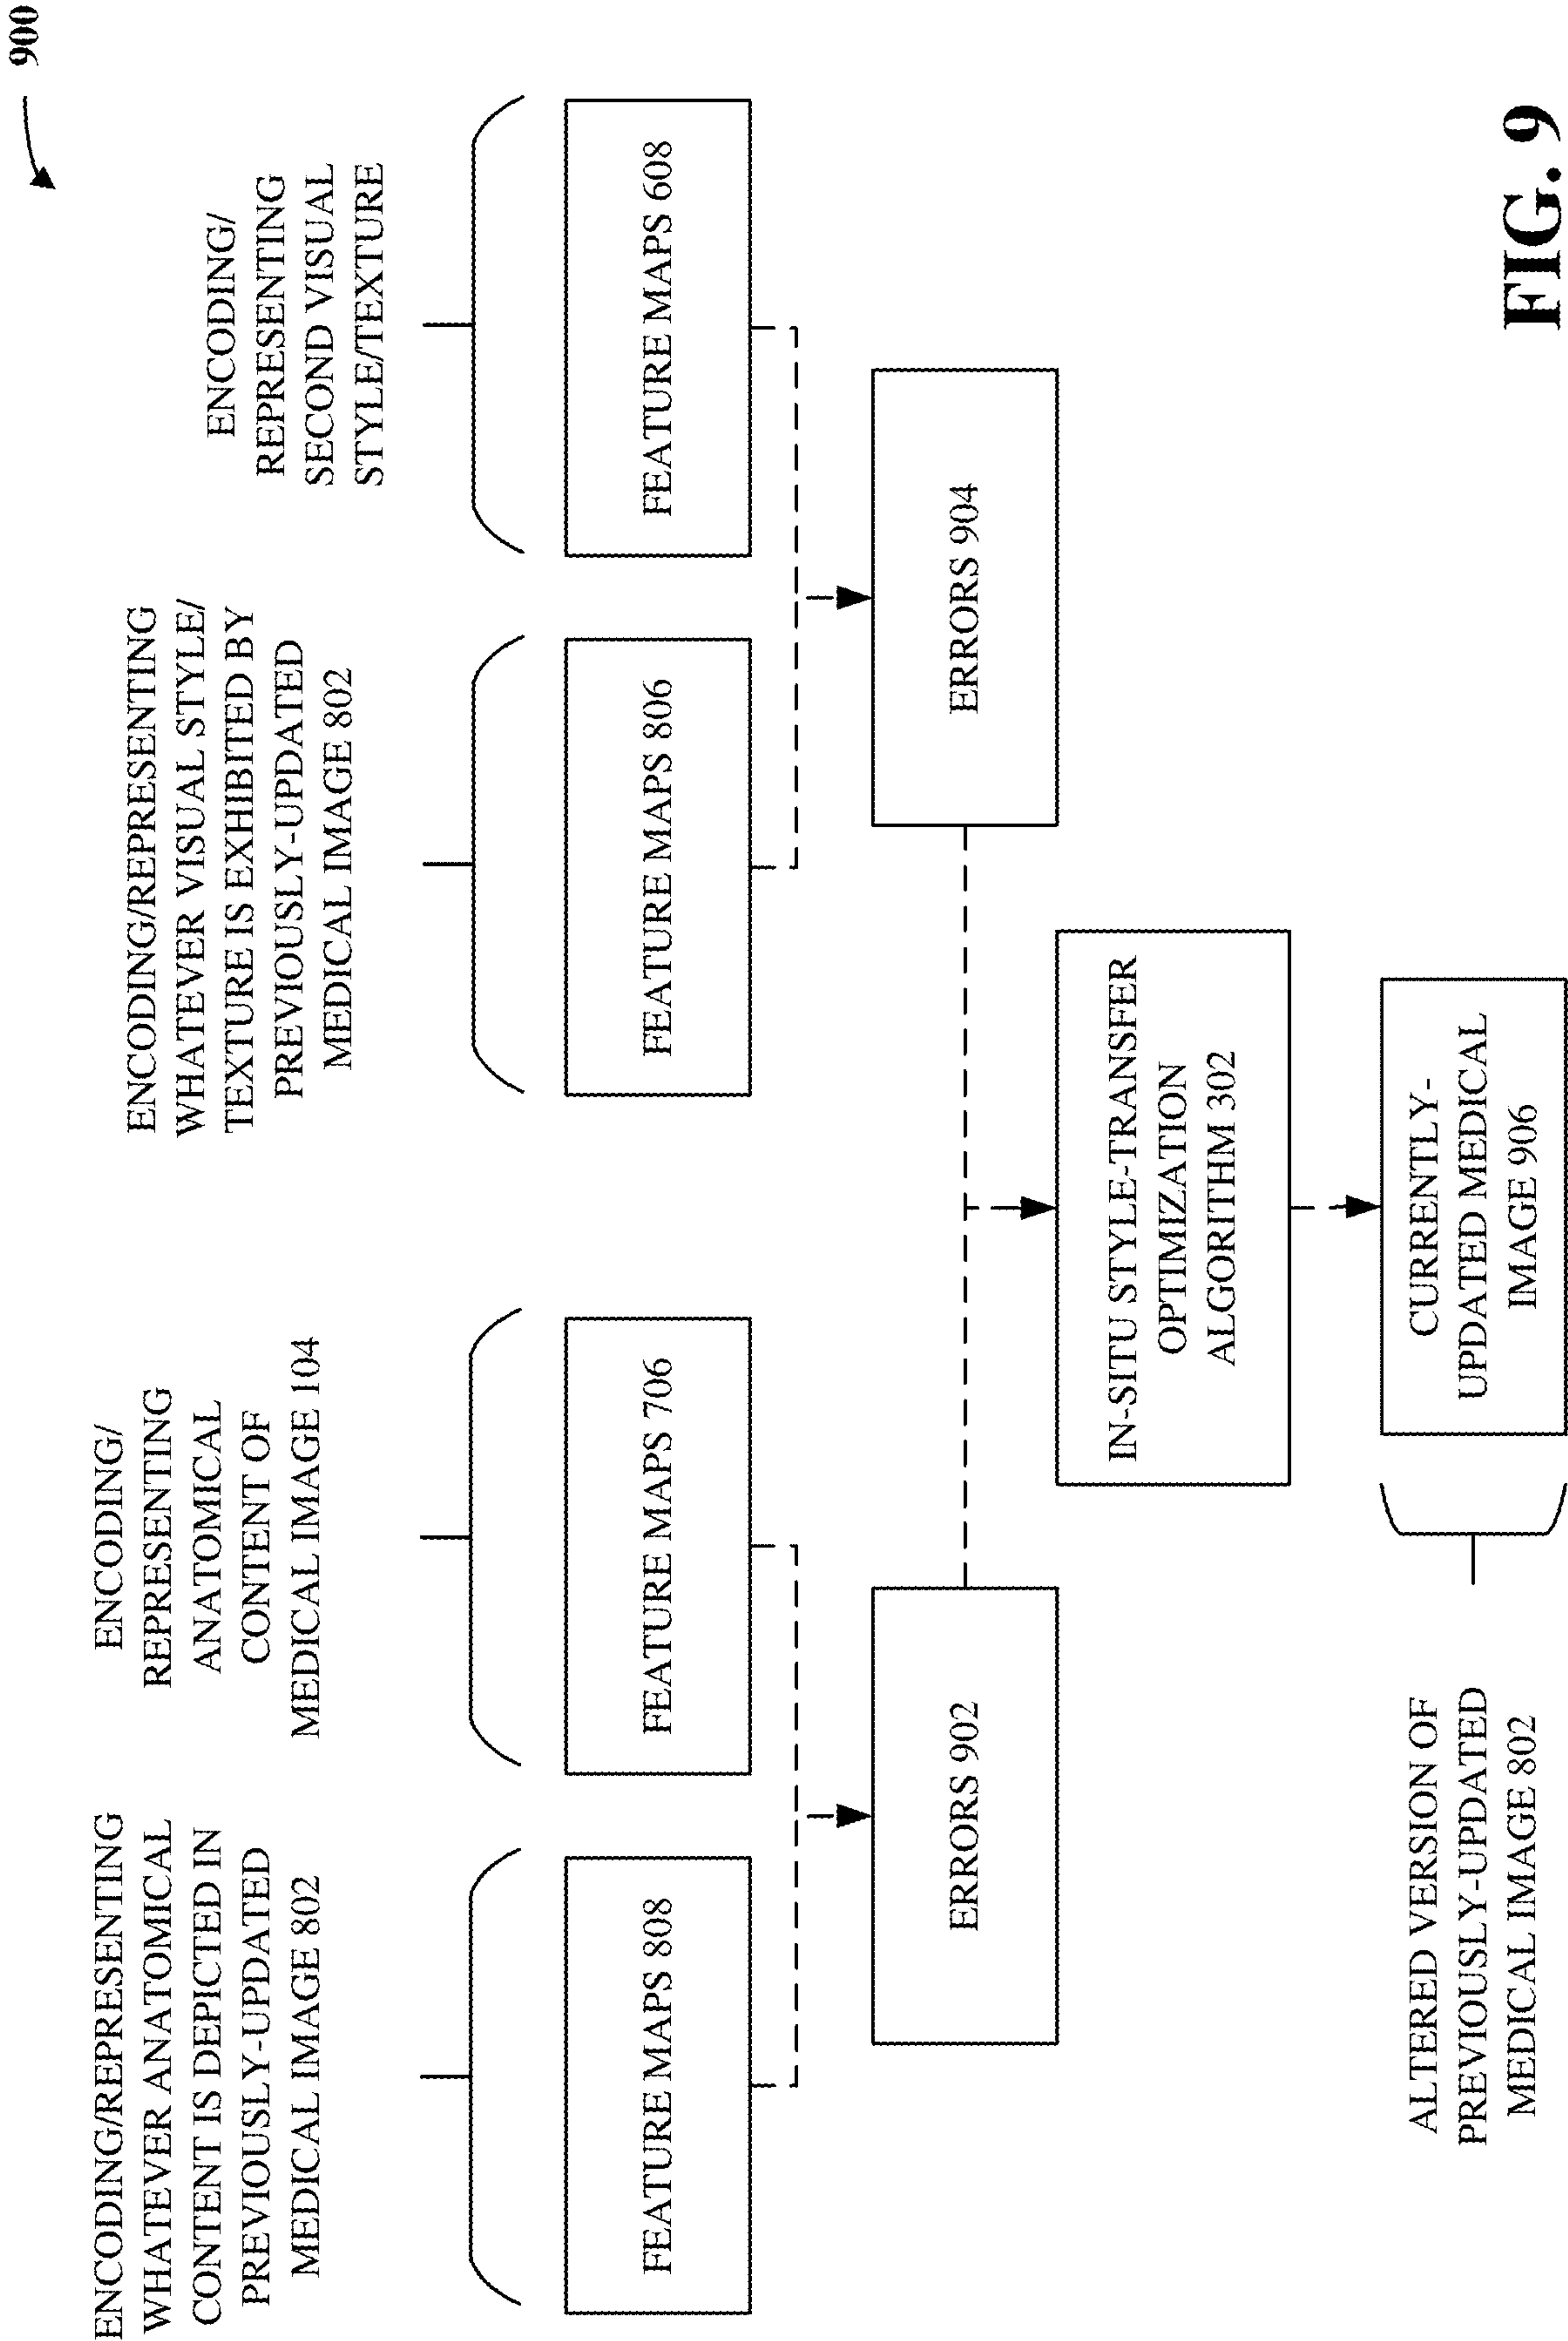 900
ENCODING/REPRESENTING
WHATEVER ANATOMICAL
CONTENT IS DEPICTED IN
PREVIOUSLY-UPDATED
MEDICAL IMAGE 802
ENCODING/
REPRESENTING
ANATOMICAL
CONTENT OF
MEDICAL IMAGE 104
ENCODING/REPRESENTING
WHATEVER VISUAL STYLE/
TEXTURE IS EXHIBITED BY
PREVIOUSLY-UPDATED
MEDICAL IMAGE 802
ENCODING/
REPRESENTING
SECOND VISUAL
STYLE/TEXTURE
FEATURE MAPS 808
FEATURE MAPS 706
FEATURE MAPS 806
FEATURE MAPS 608
ERRORS 902
ERRORS 904
IN-SITU STYLE-TRANSFER
OPTIMIZATION
ALGORITHM 302
ALTERED VERSION OF
PREVIOUSLY-UPDATED
MEDICAL IMAGE 802
CURRENTLY-
UPDATED MEDICAL
IMAGE 906
FIG. 9